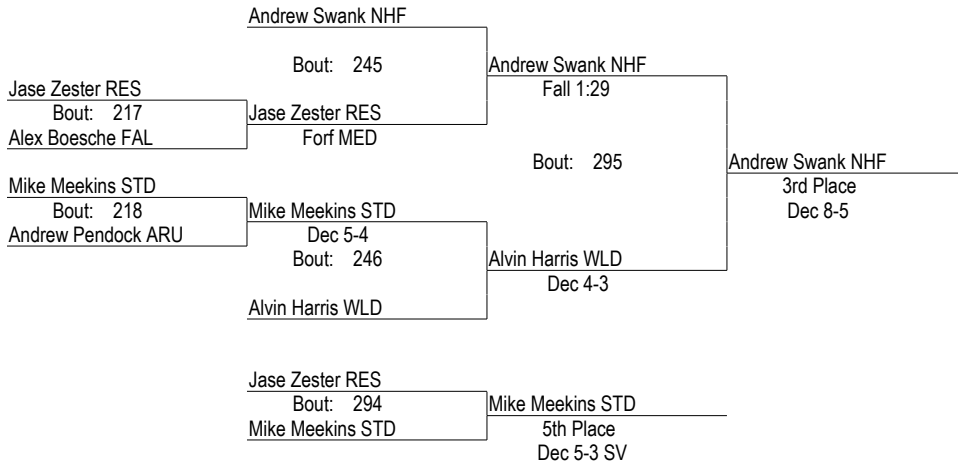 Andrew Swank NHF
Bout: 245
Andrew Swank NHF
Jase Zester RES
Fall 1:29
Bout: 217
Jase Zester RES
Alex Boesche FAL
Forf MED
Bout: 295
Andrew Swank NHF
Mike Meekins STD
3rd Place
Bout: 218
Mike Meekins STD
Dec 8-5
Andrew Pendock ARU
Dec 5-4
Bout: 246
Alvin Harris WLD
Dec 4-3
Alvin Harris WLD
Jase Zester RES
Bout: 294
Mike Meekins STD
Mike Meekins STD
5th Place
Dec 5-3 SV